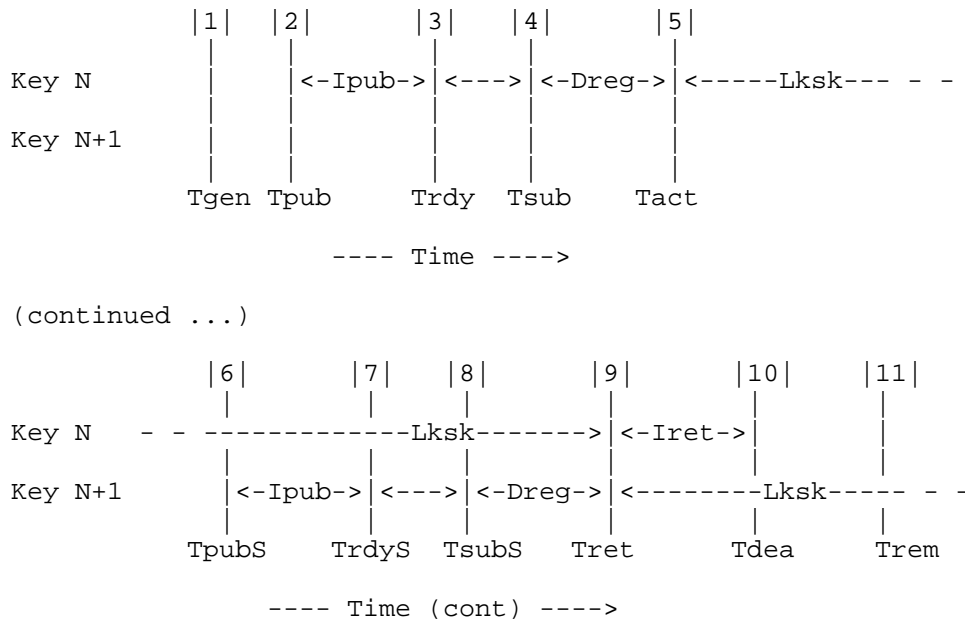 |1|  |2|       |3|   |4|      |5|
             |    |         |     |        |
Key N        |    |<-Ipub->|<--->|<-Dreg->|<-----Lksk--- - -
             |    |         |     |        |
Key N+1      |    |         |     |        |
             |    |         |     |        |
            Tgen Tpub      Trdy  Tsub     Tact
                     ---- Time ---->
(continued ...)
             |6|      |7|   |8|      |9|      |10|     |11|
              |        |     |        |        |        |
Key N   - - -------------Lksk------->|<-Iret->|        |
              |        |     |        |        |        |
Key N+1       |<-Ipub->|<--->|<-Dreg->|<--------Lksk----- - -
              |        |     |        |        |        |
            TpubS    TrdyS TsubS    Tret     Tdea     Trem
                 ---- Time (cont) ---->